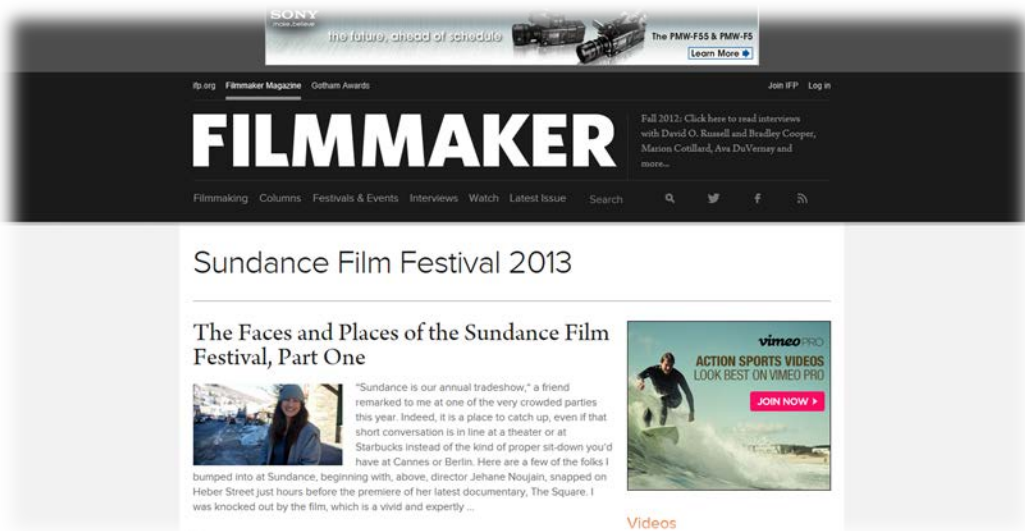 SONY
make.believe
the future, ahead of schedule
The PMW-F55 & PMW-F5
Learn More
ifp.org Filmmaker Magazine Gotham Awards
Join IFP Log in
FILMMAKER
Fall 2012: Click here to read interviews
with David O. Russell and Bradley Cooper,
Marion Cotillard, Ava DuVernay and
more...
Filmmaking Columns Festivals & Events Interviews Watch Latest Issue Search
Sundance Film Festival 2013
The Faces and Places of the Sundance Film
Festival, Part One
"Sundance is our annual tradeshow," a friend
remarked to me at one of the very crowded parties
this year. Indeed, it is a place to catch up, even if that
short conversation is in line at a theater or at
Starbucks instead of the kind of proper sit-down you'd
have at Cannes or Berlin. Here are a few of the folks I
bumped into at Sundance, beginning with, above, director Jehane Noujain, snapped on
Heber Street just hours before the premiere of her latest documentary, The Square. I
was knocked out by the film, which is a vivid and expertly ...
vimeo PRO
ACTION SPORTS VIDEOS
LOOK BEST ON VIMEO PRO
JOIN NOW
Videos